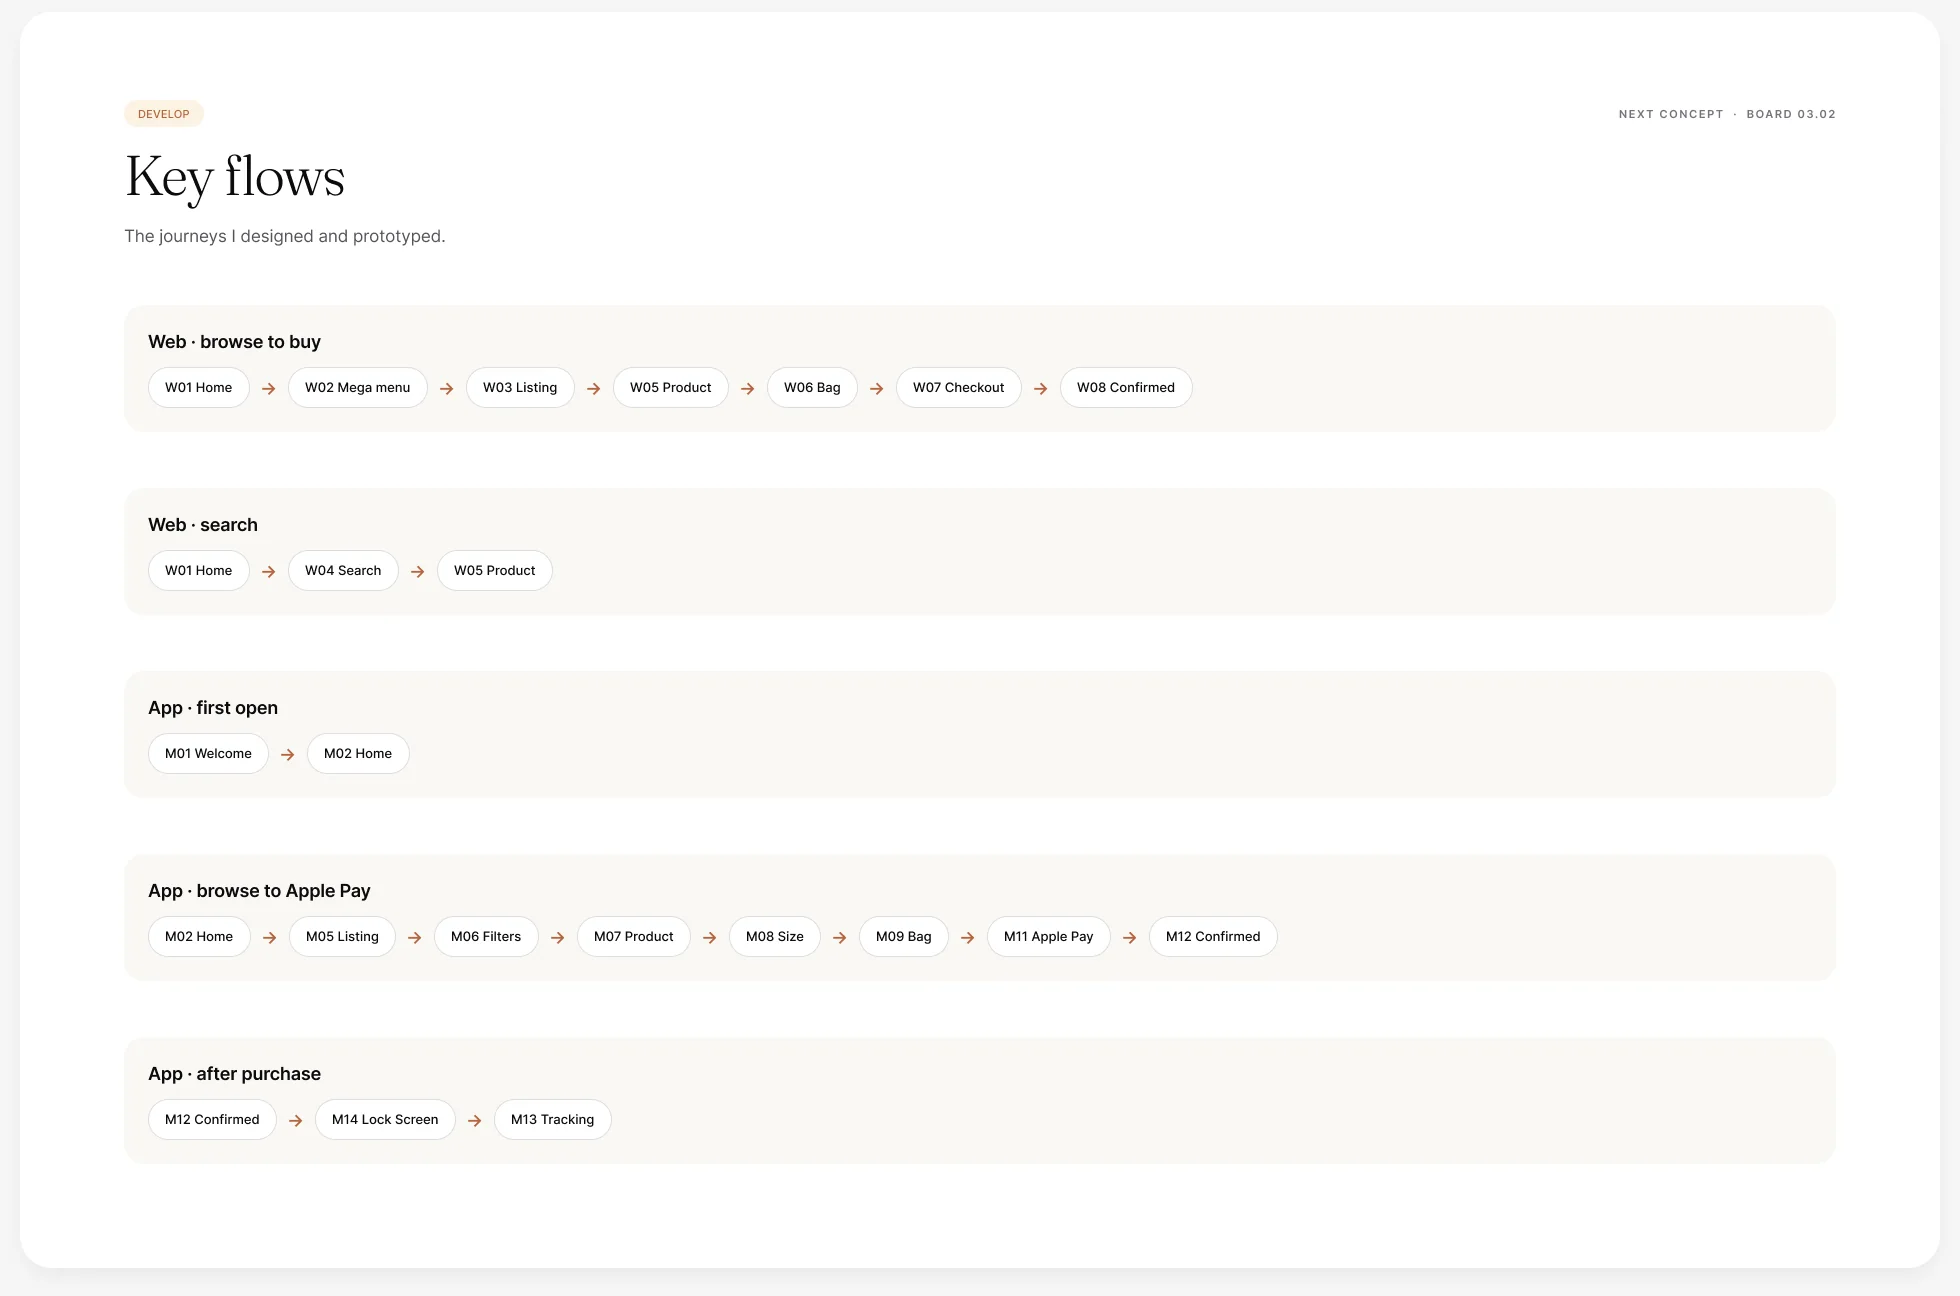 DEVELOP
NEXT CONCEPT · BOARD 03.02
Key flows
The journeys I designed and prototyped.
Web · browse to buy
W01 Home → W02 Mega menu → W03 Listing → W05 Product → W06 Bag → W07 Checkout → W08 Confirmed
Web · search
W01 Home → W04 Search → W05 Product
App · first open
M01 Welcome → M02 Home
App · browse to Apple Pay
M02 Home → M05 Listing → M06 Filters → M07 Product → M08 Size → M09 Bag → M11 Apple Pay → M12 Confirmed
App · after purchase
M12 Confirmed → M14 Lock Screen → M13 Tracking